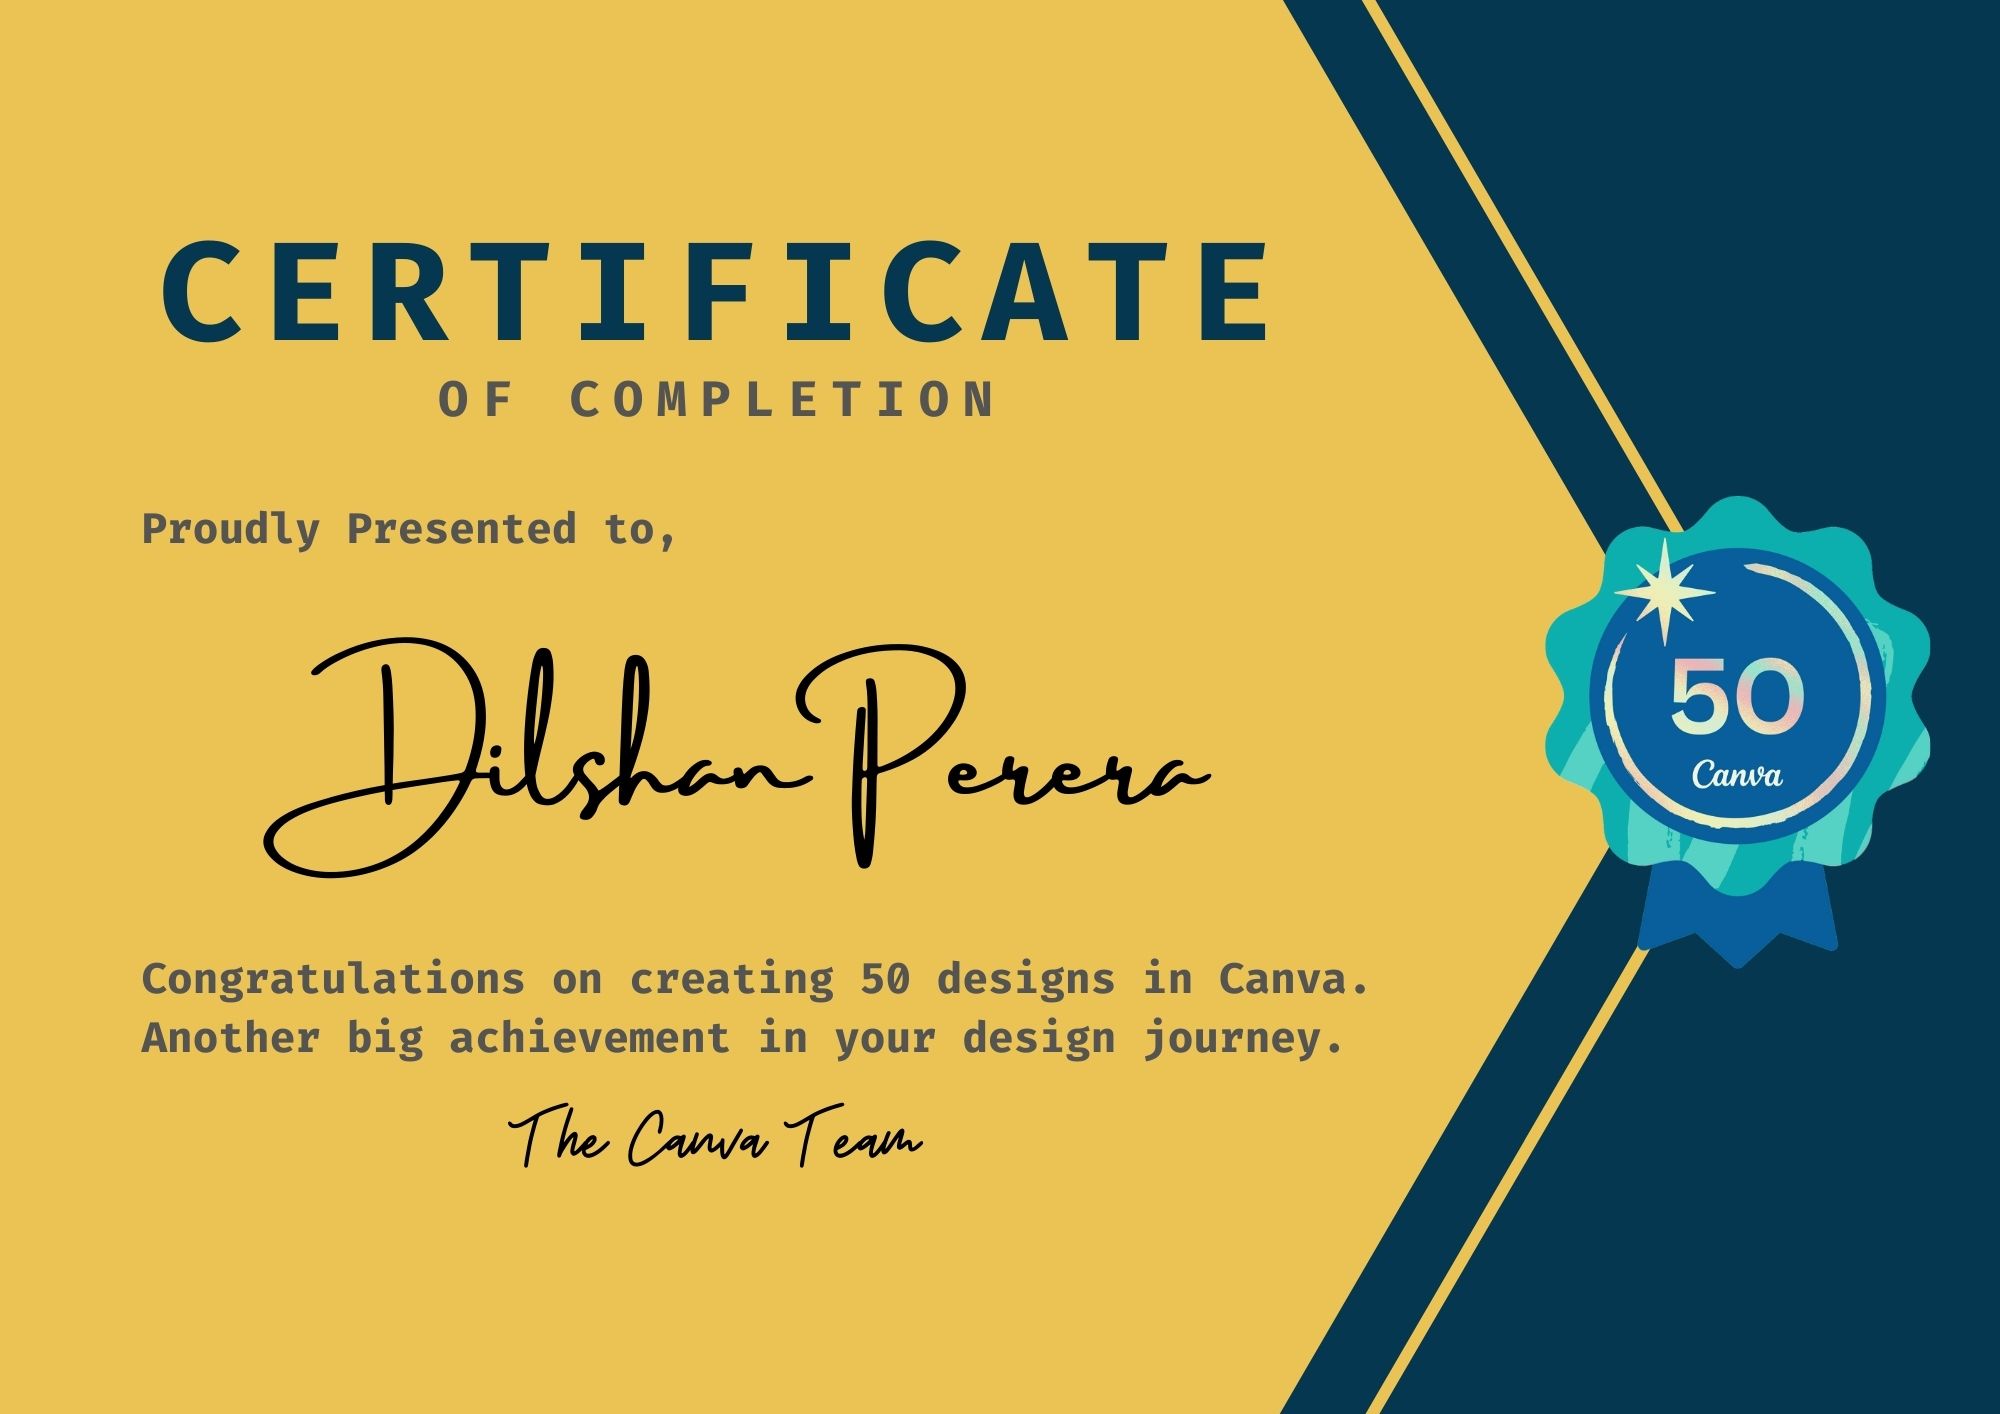 CERTIFICATE
OF COMPLETION
Proudly Presented to,
Dilshan Perera
Congratulations on creating 50 designs in Canva.
Another big achievement in your design journey.
The Canva Team
50
Canva